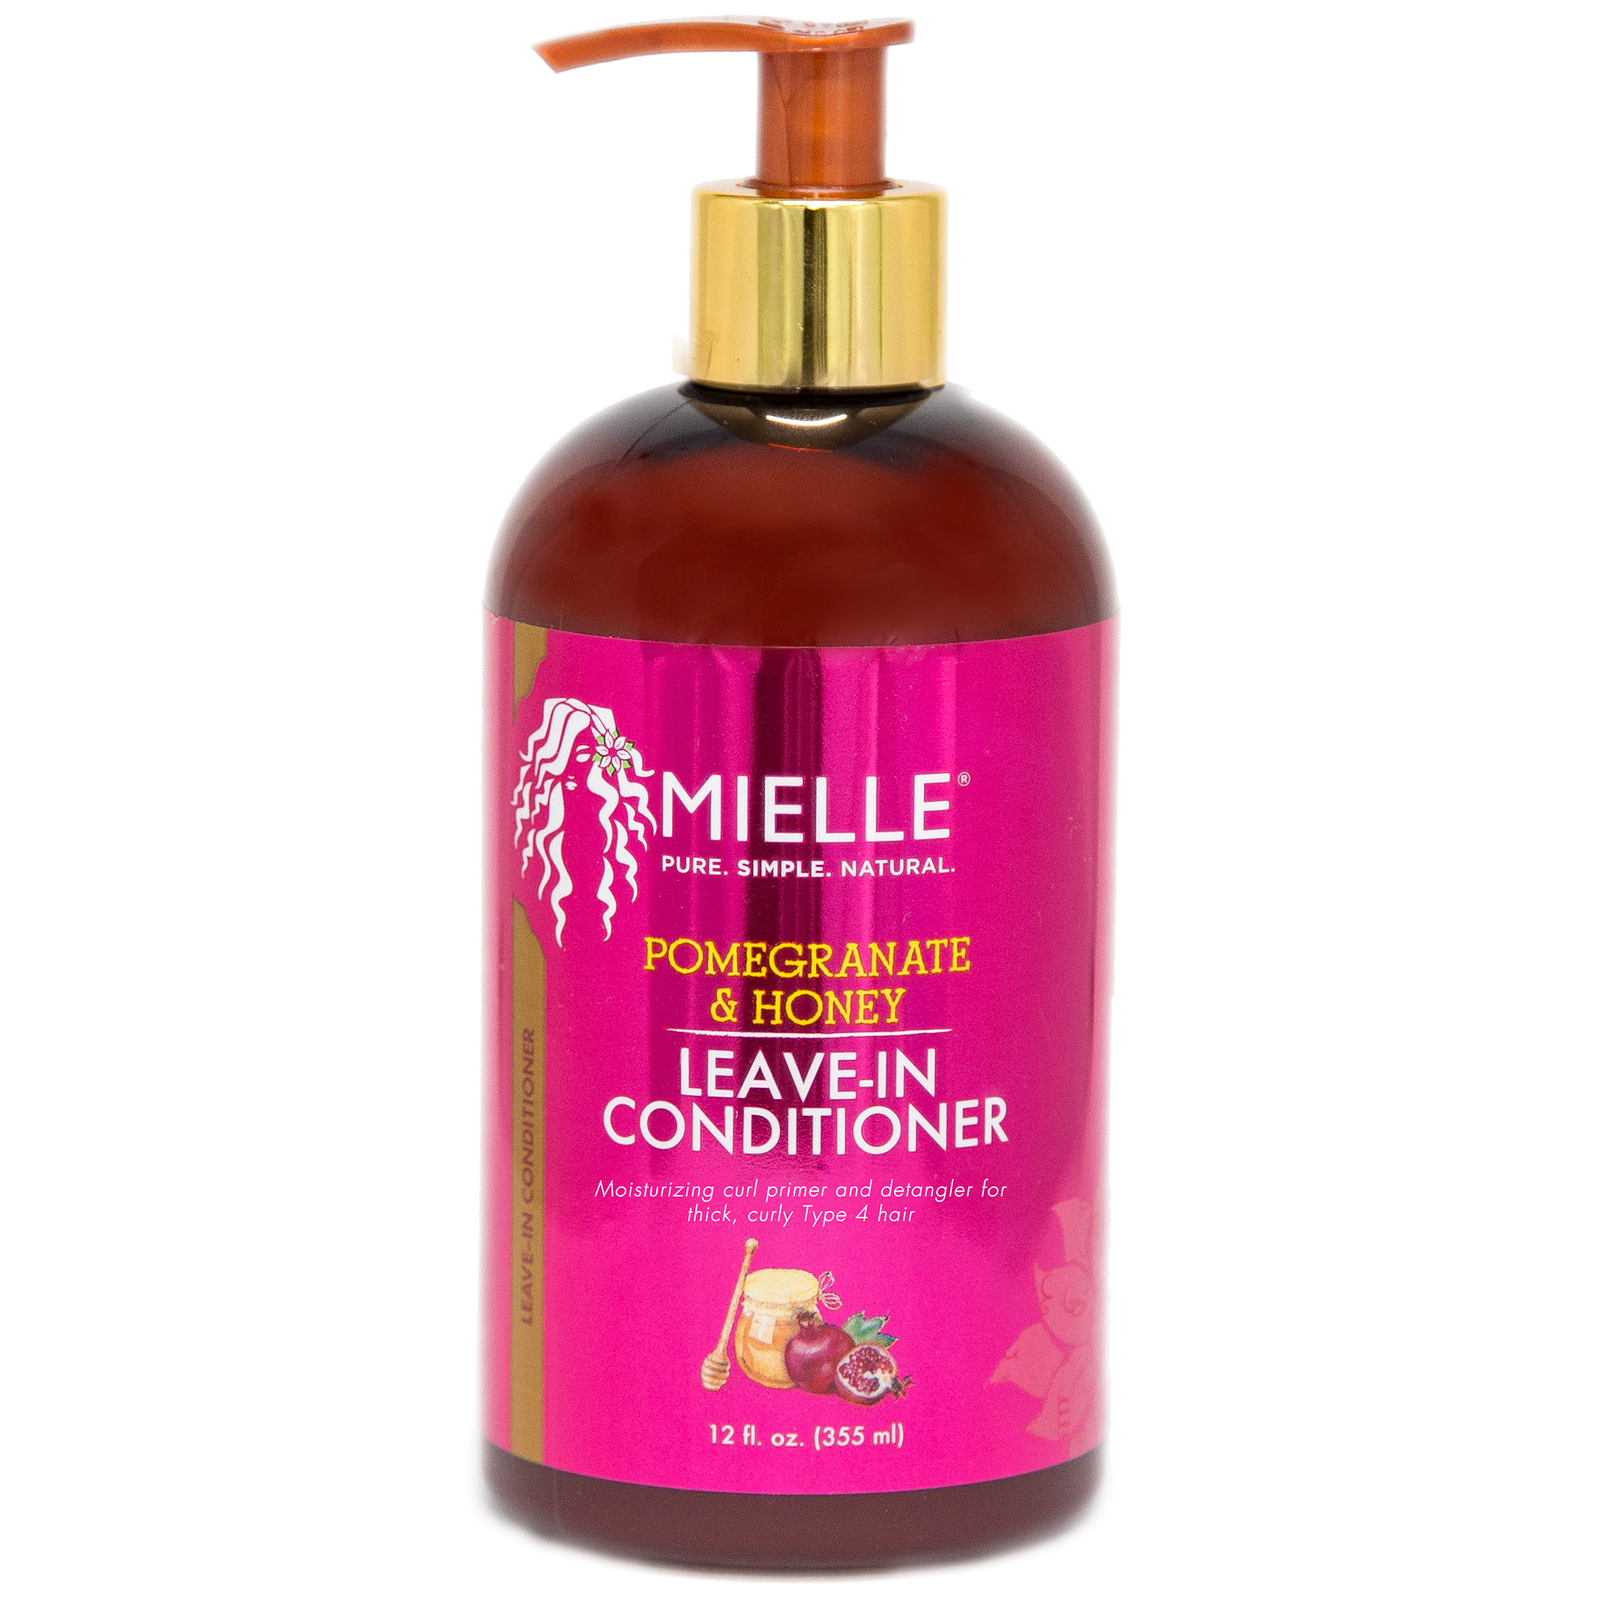 MIELLE®
PURE. SIMPLE. NATURAL.
POMEGRANATE
& HONEY
LEAVE-IN
CONDITIONER
Moisturizing curl primer and detangler for
thick, curly Type 4 hair
12 fl. oz. (355 ml)
LEAVE-IN CONDITIONER